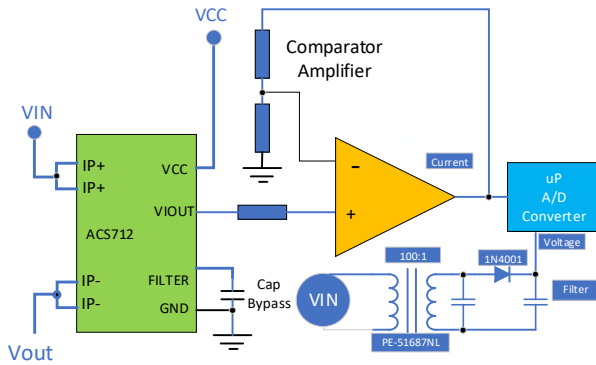 VCC
Comparator
Amplifier
VIN
IP+
IP+
VCC
VIOUT
ACS712
IP-
IP-
FILTER
GND
Vout
Cap
Bypass
-
+
Current
uP
A/D
Converter
Voltage
100:1
1N4001
VIN
Filter
PE-51687NL